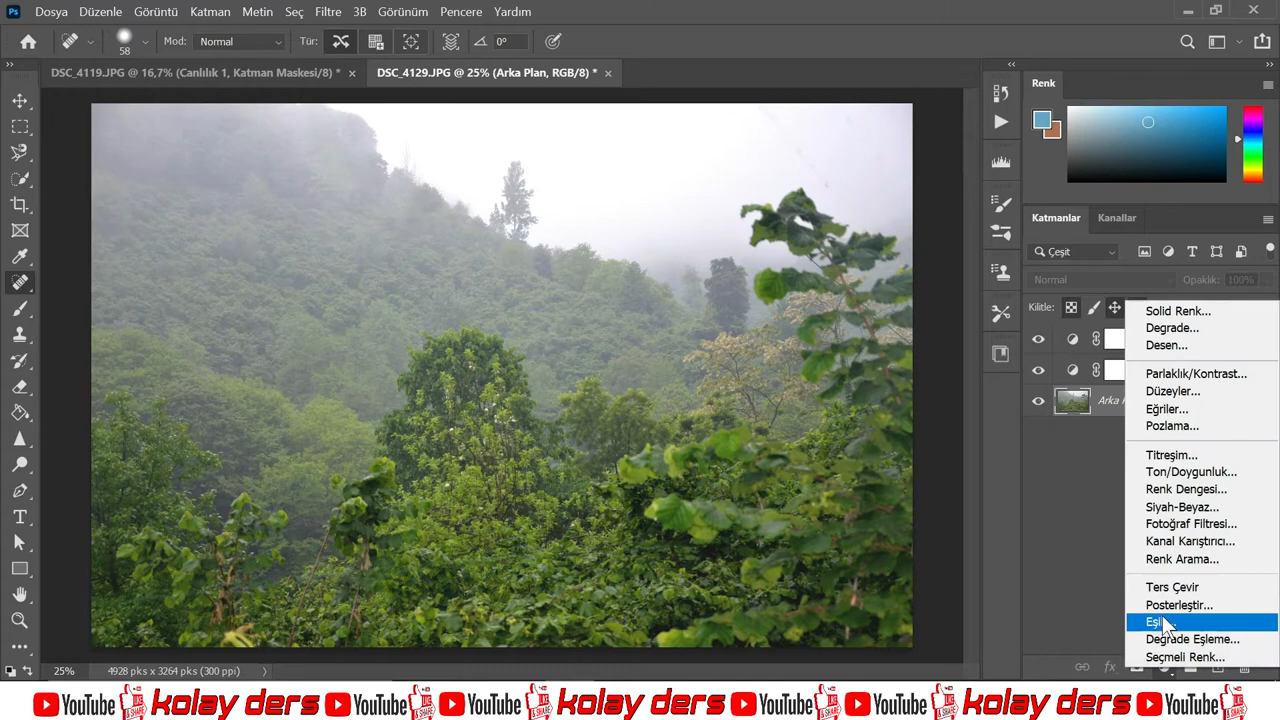 Ps Dosya Düzenle Görüntü Katman Metin Seç Filtre 3B Görünüm Pencere Yardım
58 Mod: Normal Tür: 0°
DSC_4119.JPG @ 16,7% (Canlılık 1, Katman Maskesi/8) * × DSC_4129.JPG @ 25% (Arka Plan, RGB/8) * ×
Renk
Katmanlar Kanallar
Çeşit
Normal Opaklık: 100%
Kilitle:
Solid Renk...
Degrade...
Desen...
Parlaklık/Kontrast...
Düzeyler...
Eğriler...
Pozlama...
Titreşim...
Ton/Doygunluk...
Renk Dengesi...
Siyah-Beyaz...
Fotoğraf Filtresi...
Kanal Karıştırıcı...
Renk Arama...
Ters Çevir
Posterleştir...
Degrade Eşleme...
Seçmeli Renk...
Arka
fx
25% 4928 pks x 3264 pks (300 ppi)
YouTube kolay ders YouTube kolay ders YouTube kolay ders YouTube